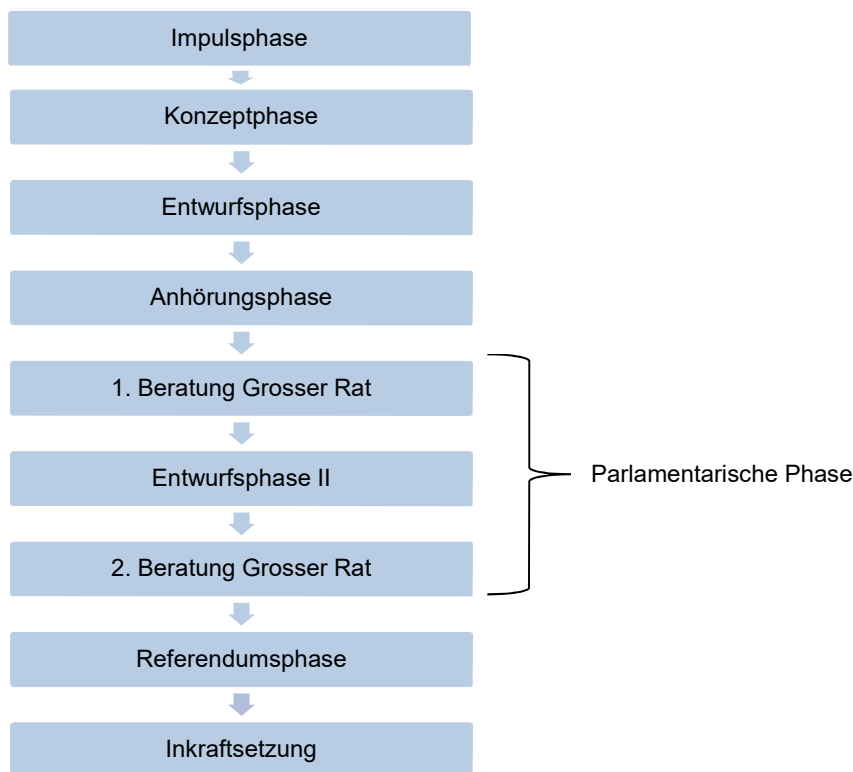 Impulsphase
Konzeptphase
Entwurfsphase
Anhörungsphase
1. Beratung Grosser Rat
Entwurfsphase II
Parlamentarische Phase
2. Beratung Grosser Rat
Referendumsphase
Inkraftsetzung